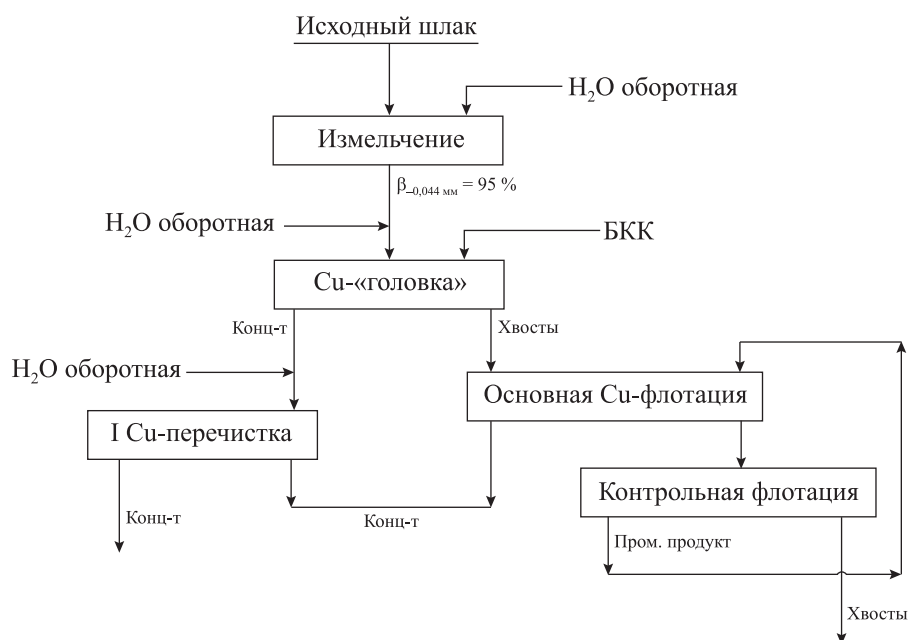 Исходный шлак
H₂O оборотная
Измельчение
β₋₀,₀₄₄ мм = 95 %
H₂O оборотная
БКК
Cu-«головка»
Конц-т
Хвосты
H₂O оборотная
Основная Cu-флотация
I Cu-перечистка
Контрольная флотация
Конц-т
Конц-т
Пром. продукт
Хвосты